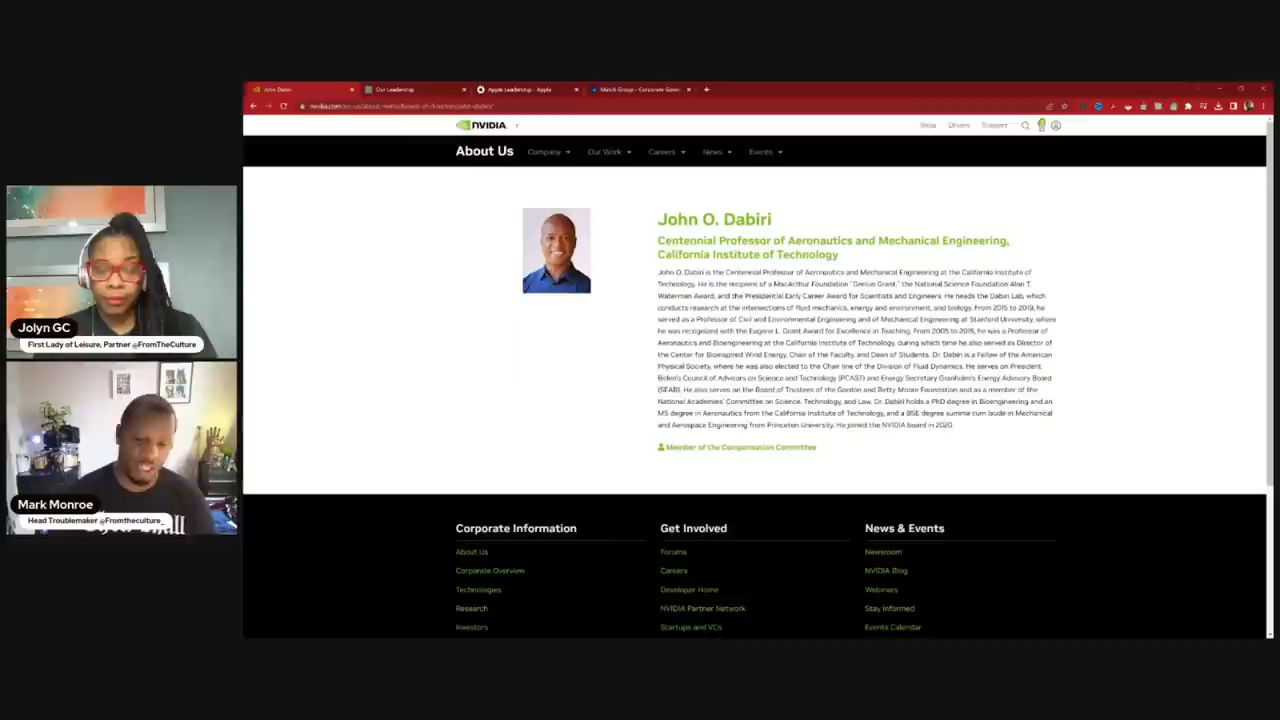 John Dabiri
Our Leadership
Apple Leadership - Apple
Match Group - Corporate Gover
NVIDIA
Shop
Drivers
Support
About Us
Company
Our Work
Careers
News
Events
John O. Dabiri
Centennial Professor of Aeronautics and Mechanical Engineering,
California Institute of Technology
John O. Dabiri is the Centennial Professor of Aeronautics and Mechanical Engineering at the California Institute of
Technology. He is the recipient of a MacArthur Foundation "Genius Grant," the National Science Foundation Alan T.
Waterman Award, and the Presidential Early Career Award for Scientists and Engineers. He heads the Dabiri Lab, which
conducts research at the intersections of fluid mechanics, energy and environment, and biology. From 2015 to 2019, he
served as a Professor of Civil and Environmental Engineering and of Mechanical Engineering at Stanford University, where
he was recognized with the Eugene L. Grant Award for Excellence in Teaching. From 2005 to 2015, he was a Professor of
Aeronautics and Bioengineering at the California Institute of Technology, during which time he also served as Director of
the Center for Bioinspired Wind Energy, Chair of the Faculty, and Dean of Students. Dr. Dabiri is a Fellow of the American
Physical Society, where he was also elected to the Chair line of the Division of Fluid Dynamics. He serves on President
Biden's Council of Advisors on Science and Technology (PCAST) and Energy Secretary Granholm's Energy Advisory Board
(SEAB). He also serves on the Board of Trustees of the Gordon and Betty Moore Foundation and as a member of the
National Academies' Committee on Science, Technology, and Law. Dr. Dabiri holds a PhD degree in Bioengineering and an
MS degree in Aeronautics from the California Institute of Technology, and a BSE degree summa cum laude in Mechanical
and Aerospace Engineering from Princeton University. He joined the NVIDIA board in 2020.
Member of the Compensation Committee
Jolyn GC
First Lady of Leisure, Partner @FromTheCulture
Mark Monroe
Head Troublemaker @Fromtheculture_
Corporate Information
About Us
Corporate Overview
Technologies
Research
Investors
Get Involved
Forums
Careers
Developer Home
NVIDIA Partner Network
Startups and VCs
News & Events
Newsroom
NVIDIA Blog
Webinars
Stay Informed
Events Calendar